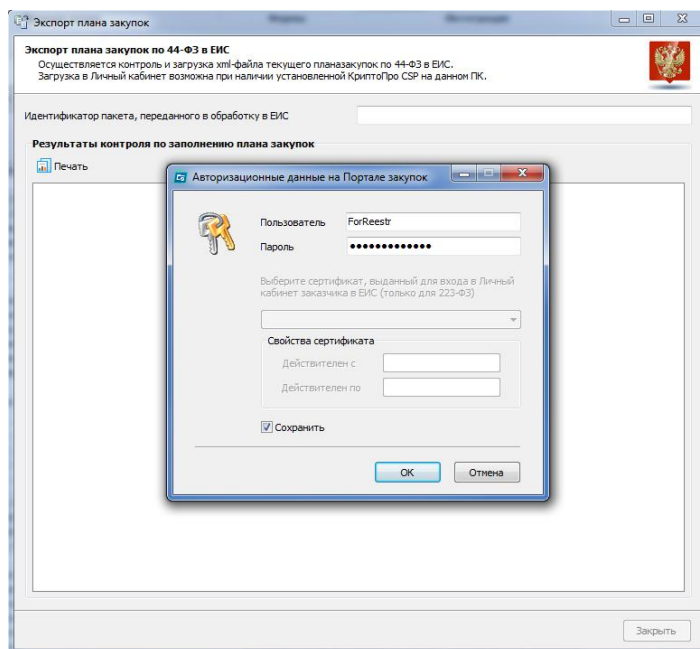 Экспорт плана закупок
Экспорт плана закупок по 44-ФЗ в ЕИС
Осуществляется контроль и загрузка xml-файла текущего планазакупок по 44-ФЗ в ЕИС.
Загрузка в Личный кабинет возможна при наличии установленной КриптоПро CSP на данном ПК.
Идентификатор пакета, переданного в обработку в ЕИС
Результаты контроля по заполнению плана закупок
Печать
Авторизационные данные на Портале закупок
Пользователь ForReestr
Пароль •••••••••••••
Выберите сертификат, выданный для входа в Личный
кабинет заказчика в ЕИС (только для 223-ФЗ)
Свойства сертификата
Действителен с
Действителен по
Сохранить
ОК Отмена
Закрыть